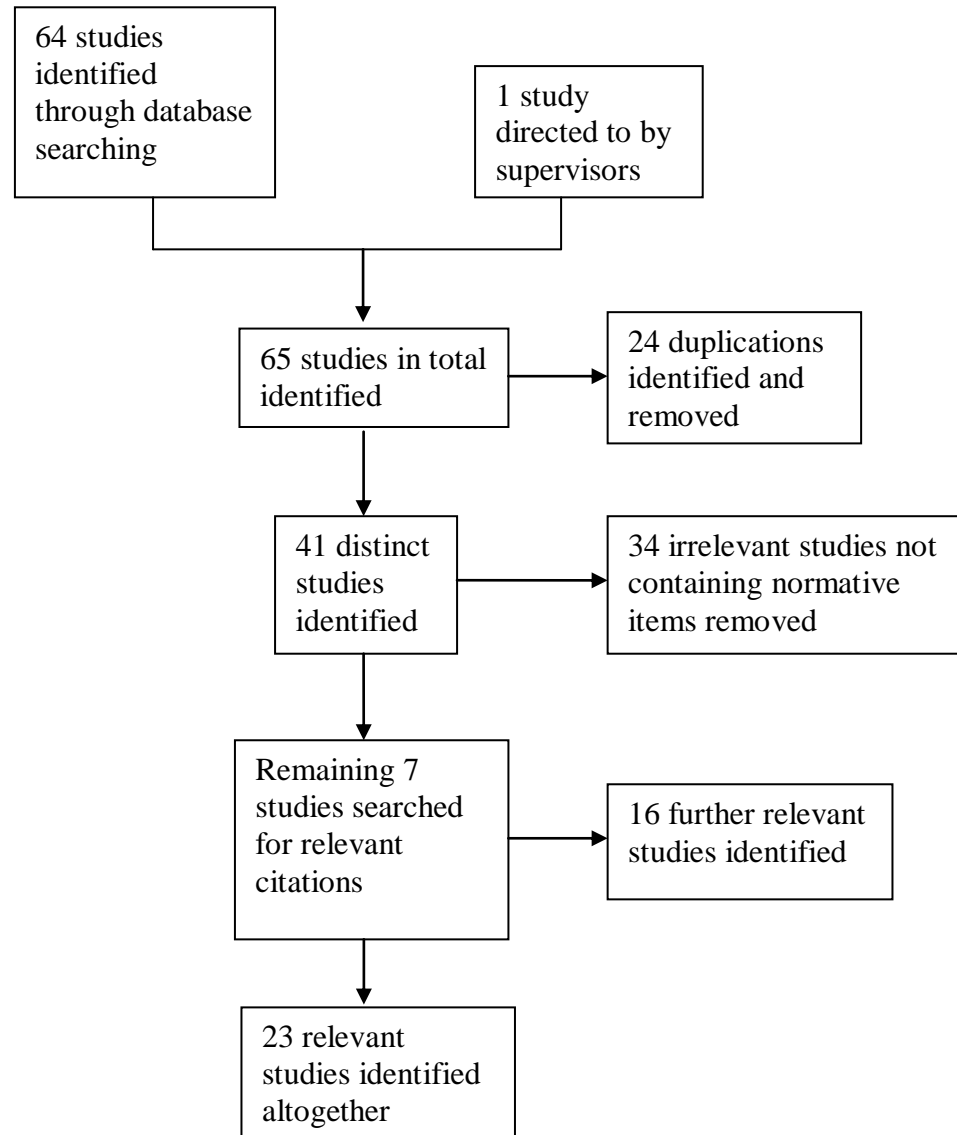 64 studies
identified
through database
searching
1 study
directed to by
supervisors
65 studies in total
identified
24 duplications
identified and
removed
41 distinct
studies
identified
34 irrelevant studies not
containing normative
items removed
Remaining 7
studies searched
for relevant
citations
16 further relevant
studies identified
23 relevant
studies identified
altogether